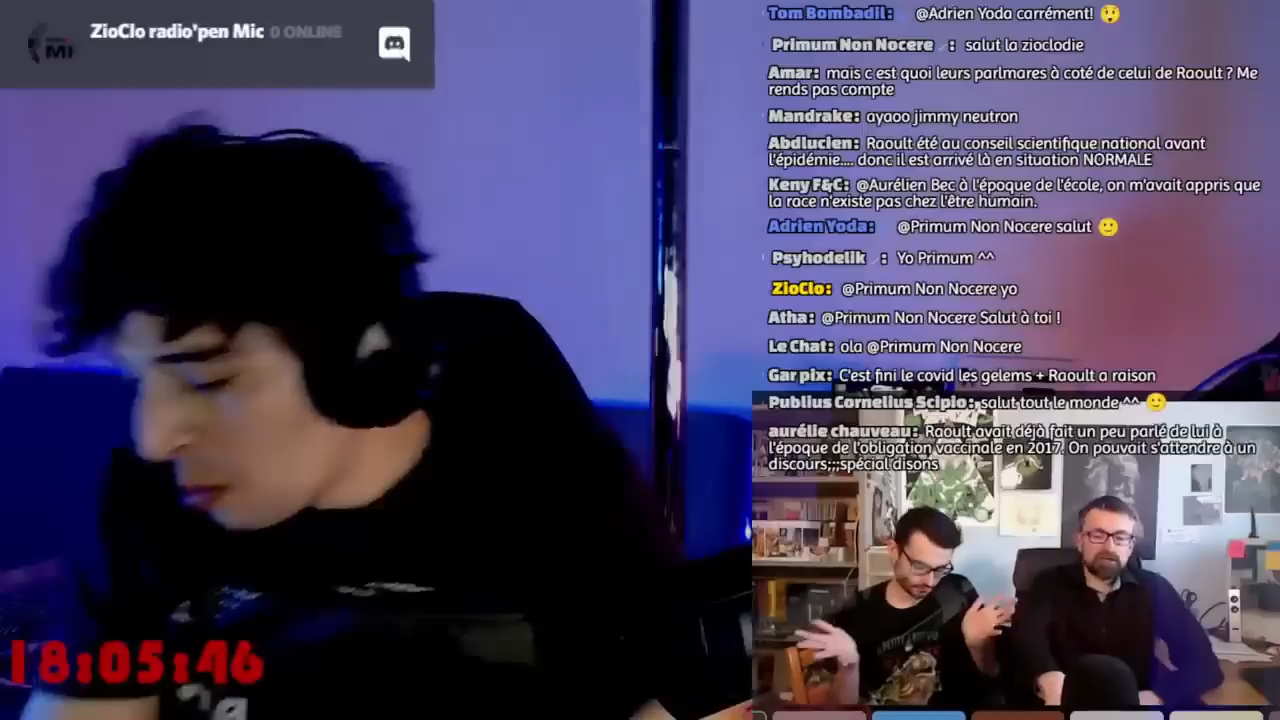 ZioClo radio'pen Mic 0 ONLINE
MI
Tom Bombadil: @Adrien Yoda carrément! 😲
Primum Non Nocere : salut la zioclodie
Amar: mais c est quoi leurs parlmares à coté de celui de Raoult ? Me
rends pas compte
Mandrake: ayaoo jimmy neutron
Abdlucien: Raoult été au conseil scientifique national avant
l'épidémie.... donc il est arrivé là en situation NORMALE
Keny F&C: @Aurélien Bec à l'époque de l'école, on m'avait appris que
la race n'existe pas chez l'être humain.
Adrien Yoda: @Primum Non Nocere salut 🙂
Psyhodelik : Yo Primum ^^
ZioClo: @Primum Non Nocere yo
Atha: @Primum Non Nocere Salut à toi !
Le Chat: ola @Primum Non Nocere
Gar pix: C'est fini le covid les gelems + Raoult a raison
Publius Cornelius Scipio: salut tout le monde ^^ 🙂
aurélie chauveau: Raoult avait déjà fait un peu parlé de lui à
l'époque de l'obligation vaccinale en 2017. On pouvait s'attendre à un
discours;;;spécial disons
18:05:46